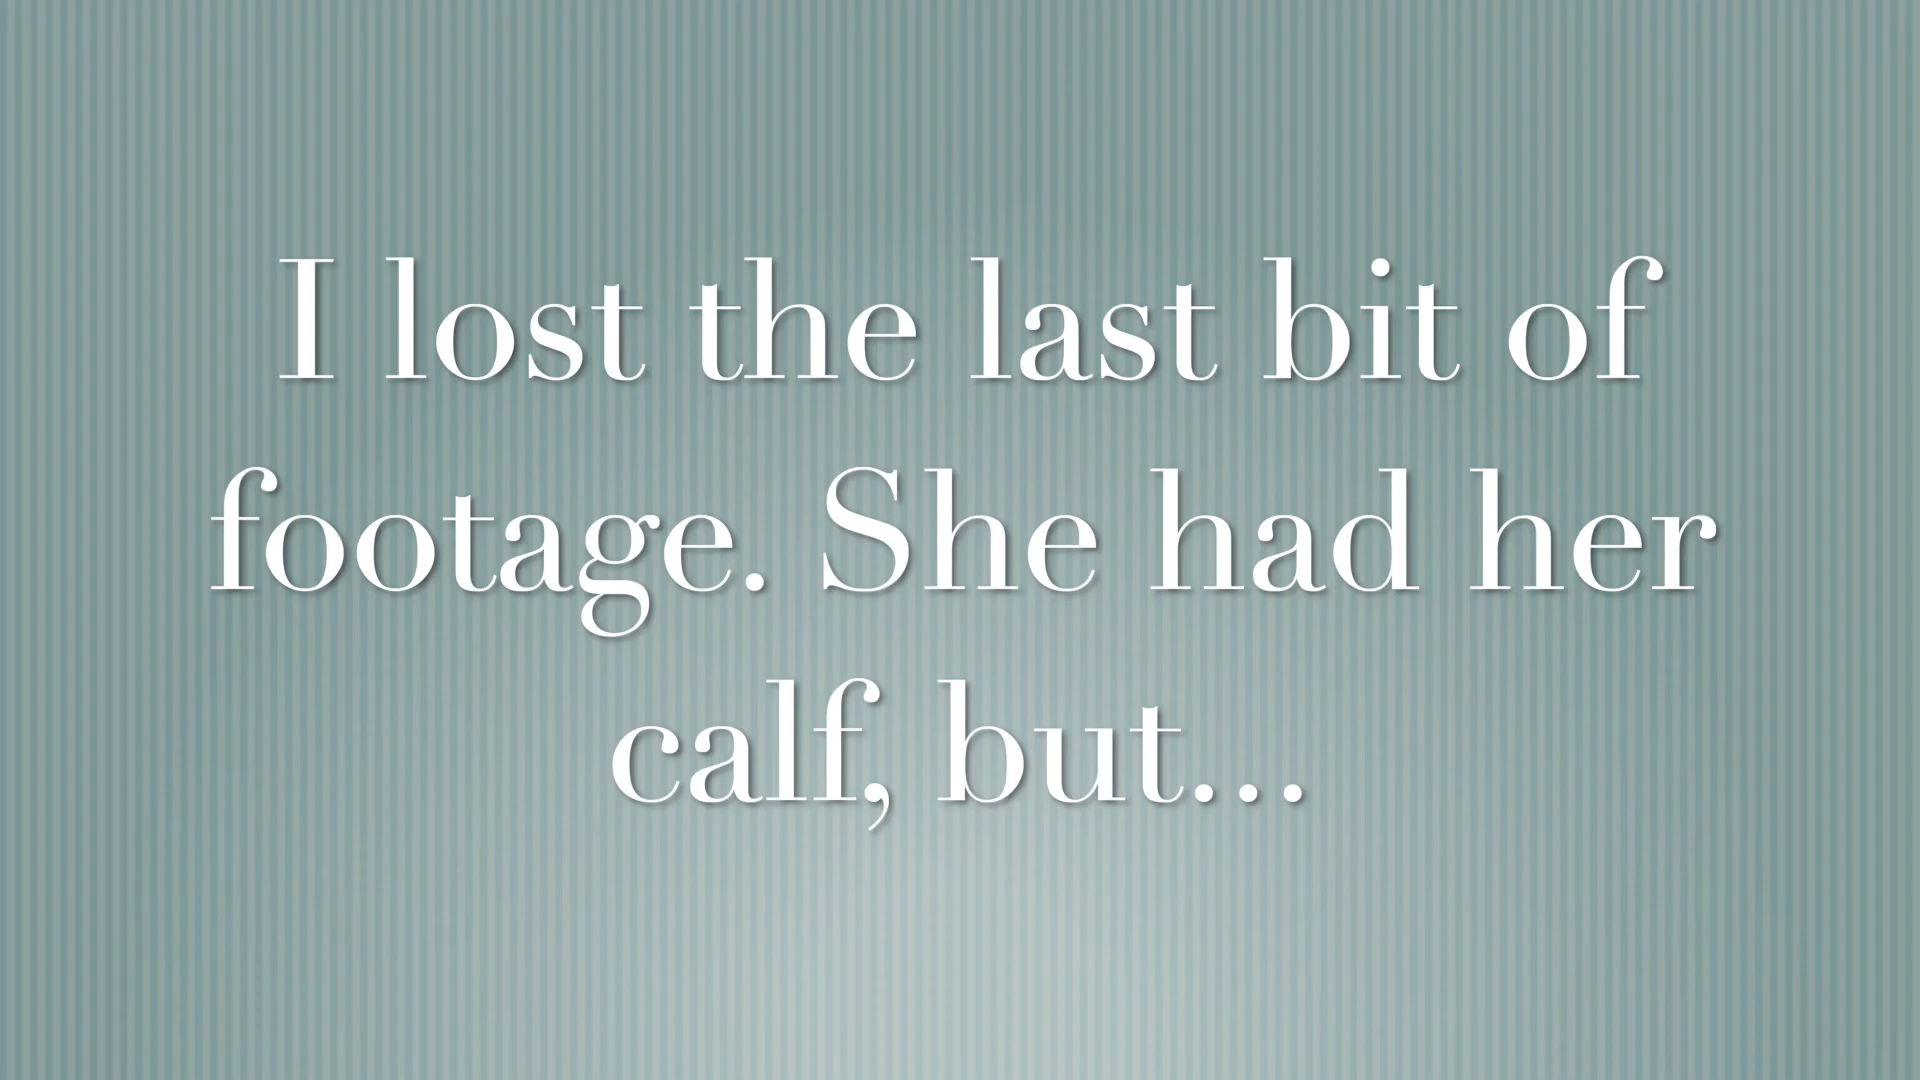 I lost the last bit of
footage. She had her
calf, but...